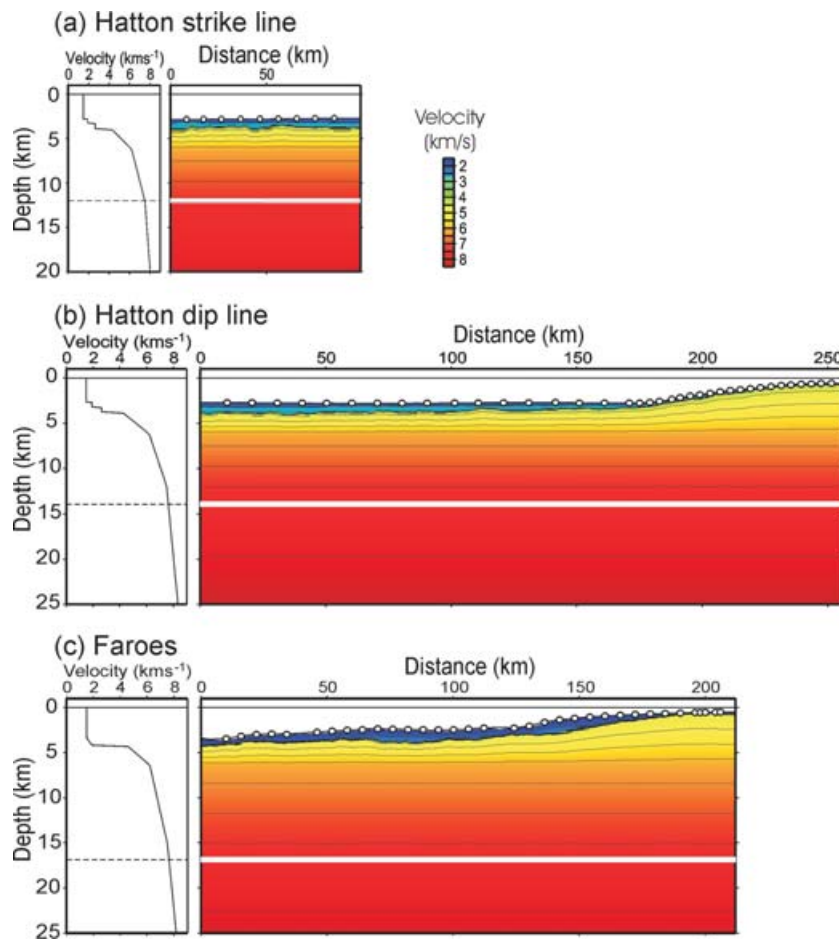 (a) Hatton strike line
Velocity (kms-1)
0 2 4 6 8
Distance (km)
50
Depth (km)
0
5
10
15
20
Velocity
(km/s)
2
3
4
5
6
7
8
(b) Hatton dip line
Velocity (kms-1)
0 2 4 6 8
Distance (km)
0 50 100 150 200 250
Depth (km)
0
5
10
15
20
25
(c) Faroes
Velocity (kms-1)
0 2 4 6 8
Distance (km)
0 50 100 150 200
Depth (km)
0
5
10
15
20
25